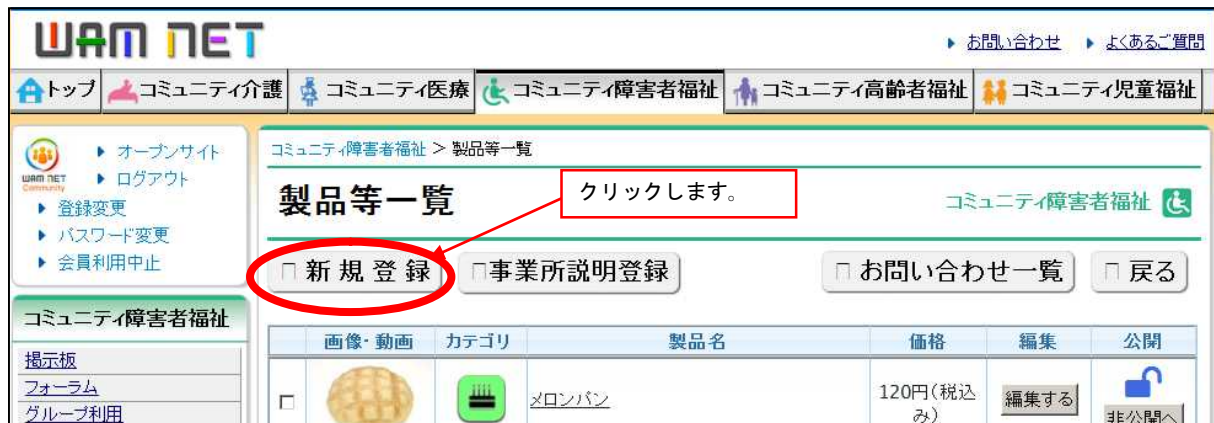 WAM NET
お問い合わせ よくあるご質問
トップ コミュニティ介護 コミュニティ医療 コミュニティ障害者福祉 コミュニティ高齢者福祉 コミュニティ児童福祉
WAM NET Community
オープンサイト
ログアウト
登録変更
パスワード変更
会員利用中止
コミュニティ障害者福祉
掲示板
フォーラム
グループ利用
コミュニティ障害者福祉 > 製品等一覧
製品等一覧
クリックします。
コミュニティ障害者福祉
□新規登録 □事業所説明登録 □お問い合わせ一覧 □戻る
画像・動画 カテゴリ 製品名 価格 編集 公開
メロンパン 120円(税込み) 編集する 非公開へ